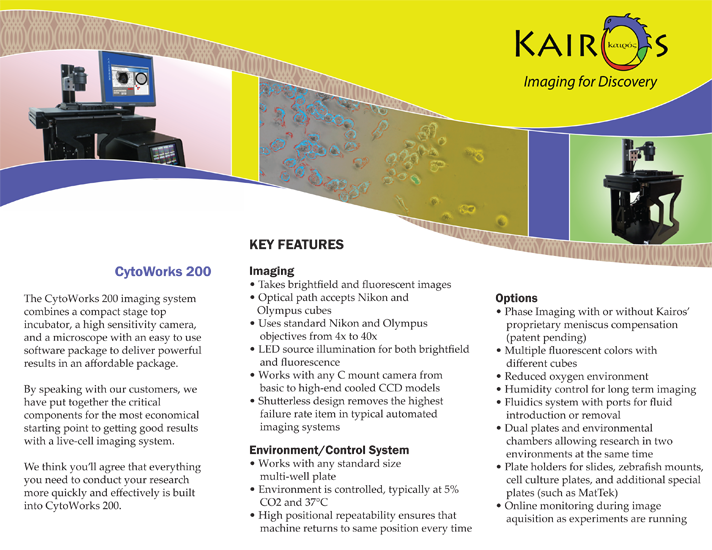 KAIROS
καιρός
Imaging for Discovery
CytoWorks 200
The CytoWorks 200 imaging system
combines a compact stage top
incubator, a high sensitivity camera,
and a microscope with an easy to use
software package to deliver powerful
results in an affordable package.
By speaking with our customers, we
have put together the critical
components for the most economical
starting point to getting good results
with a live-cell imaging system.
We think you'll agree that everything
you need to conduct your research
more quickly and effectively is built
into CytoWorks 200.
KEY FEATURES
Imaging
• Takes brightfield and fluorescent images
• Optical path accepts Nikon and
Olympus cubes
• Uses standard Nikon and Olympus
objectives from 4x to 40x
• LED source illumination for both brightfield
and fluorescence
• Works with any C mount camera from
basic to high-end cooled CCD models
• Shutterless design removes the highest
failure rate item in typical automated
imaging systems
Environment/Control System
• Works with any standard size
multi-well plate
• Environment is controlled, typically at 5%
CO2 and 37°C
• High positional repeatability ensures that
machine returns to same position every time
Options
• Phase Imaging with or without Kairos'
proprietary meniscus compensation
(patent pending)
• Multiple fluorescent colors with
different cubes
• Reduced oxygen environment
• Humidity control for long term imaging
• Fluidics system with ports for fluid
introduction or removal
• Dual plates and environmental
chambers allowing research in two
environments at the same time
• Plate holders for slides, zebrafish mounts,
cell culture plates, and additional special
plates (such as MatTek)
• Online monitoring during image
aquisition as experiments are running